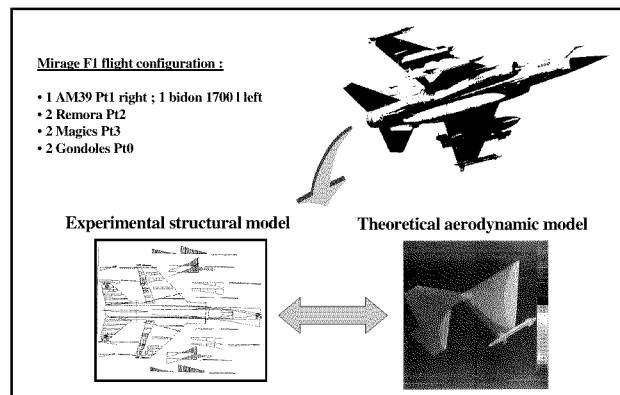 Mirage F1 flight configuration :
• 1 AM39 Pt1 right ; 1 bidon 1700 l left
• 2 Remora Pt2
• 2 Magics Pt3
• 2 Gondoles Pt0
Experimental structural model
Theoretical aerodynamic model